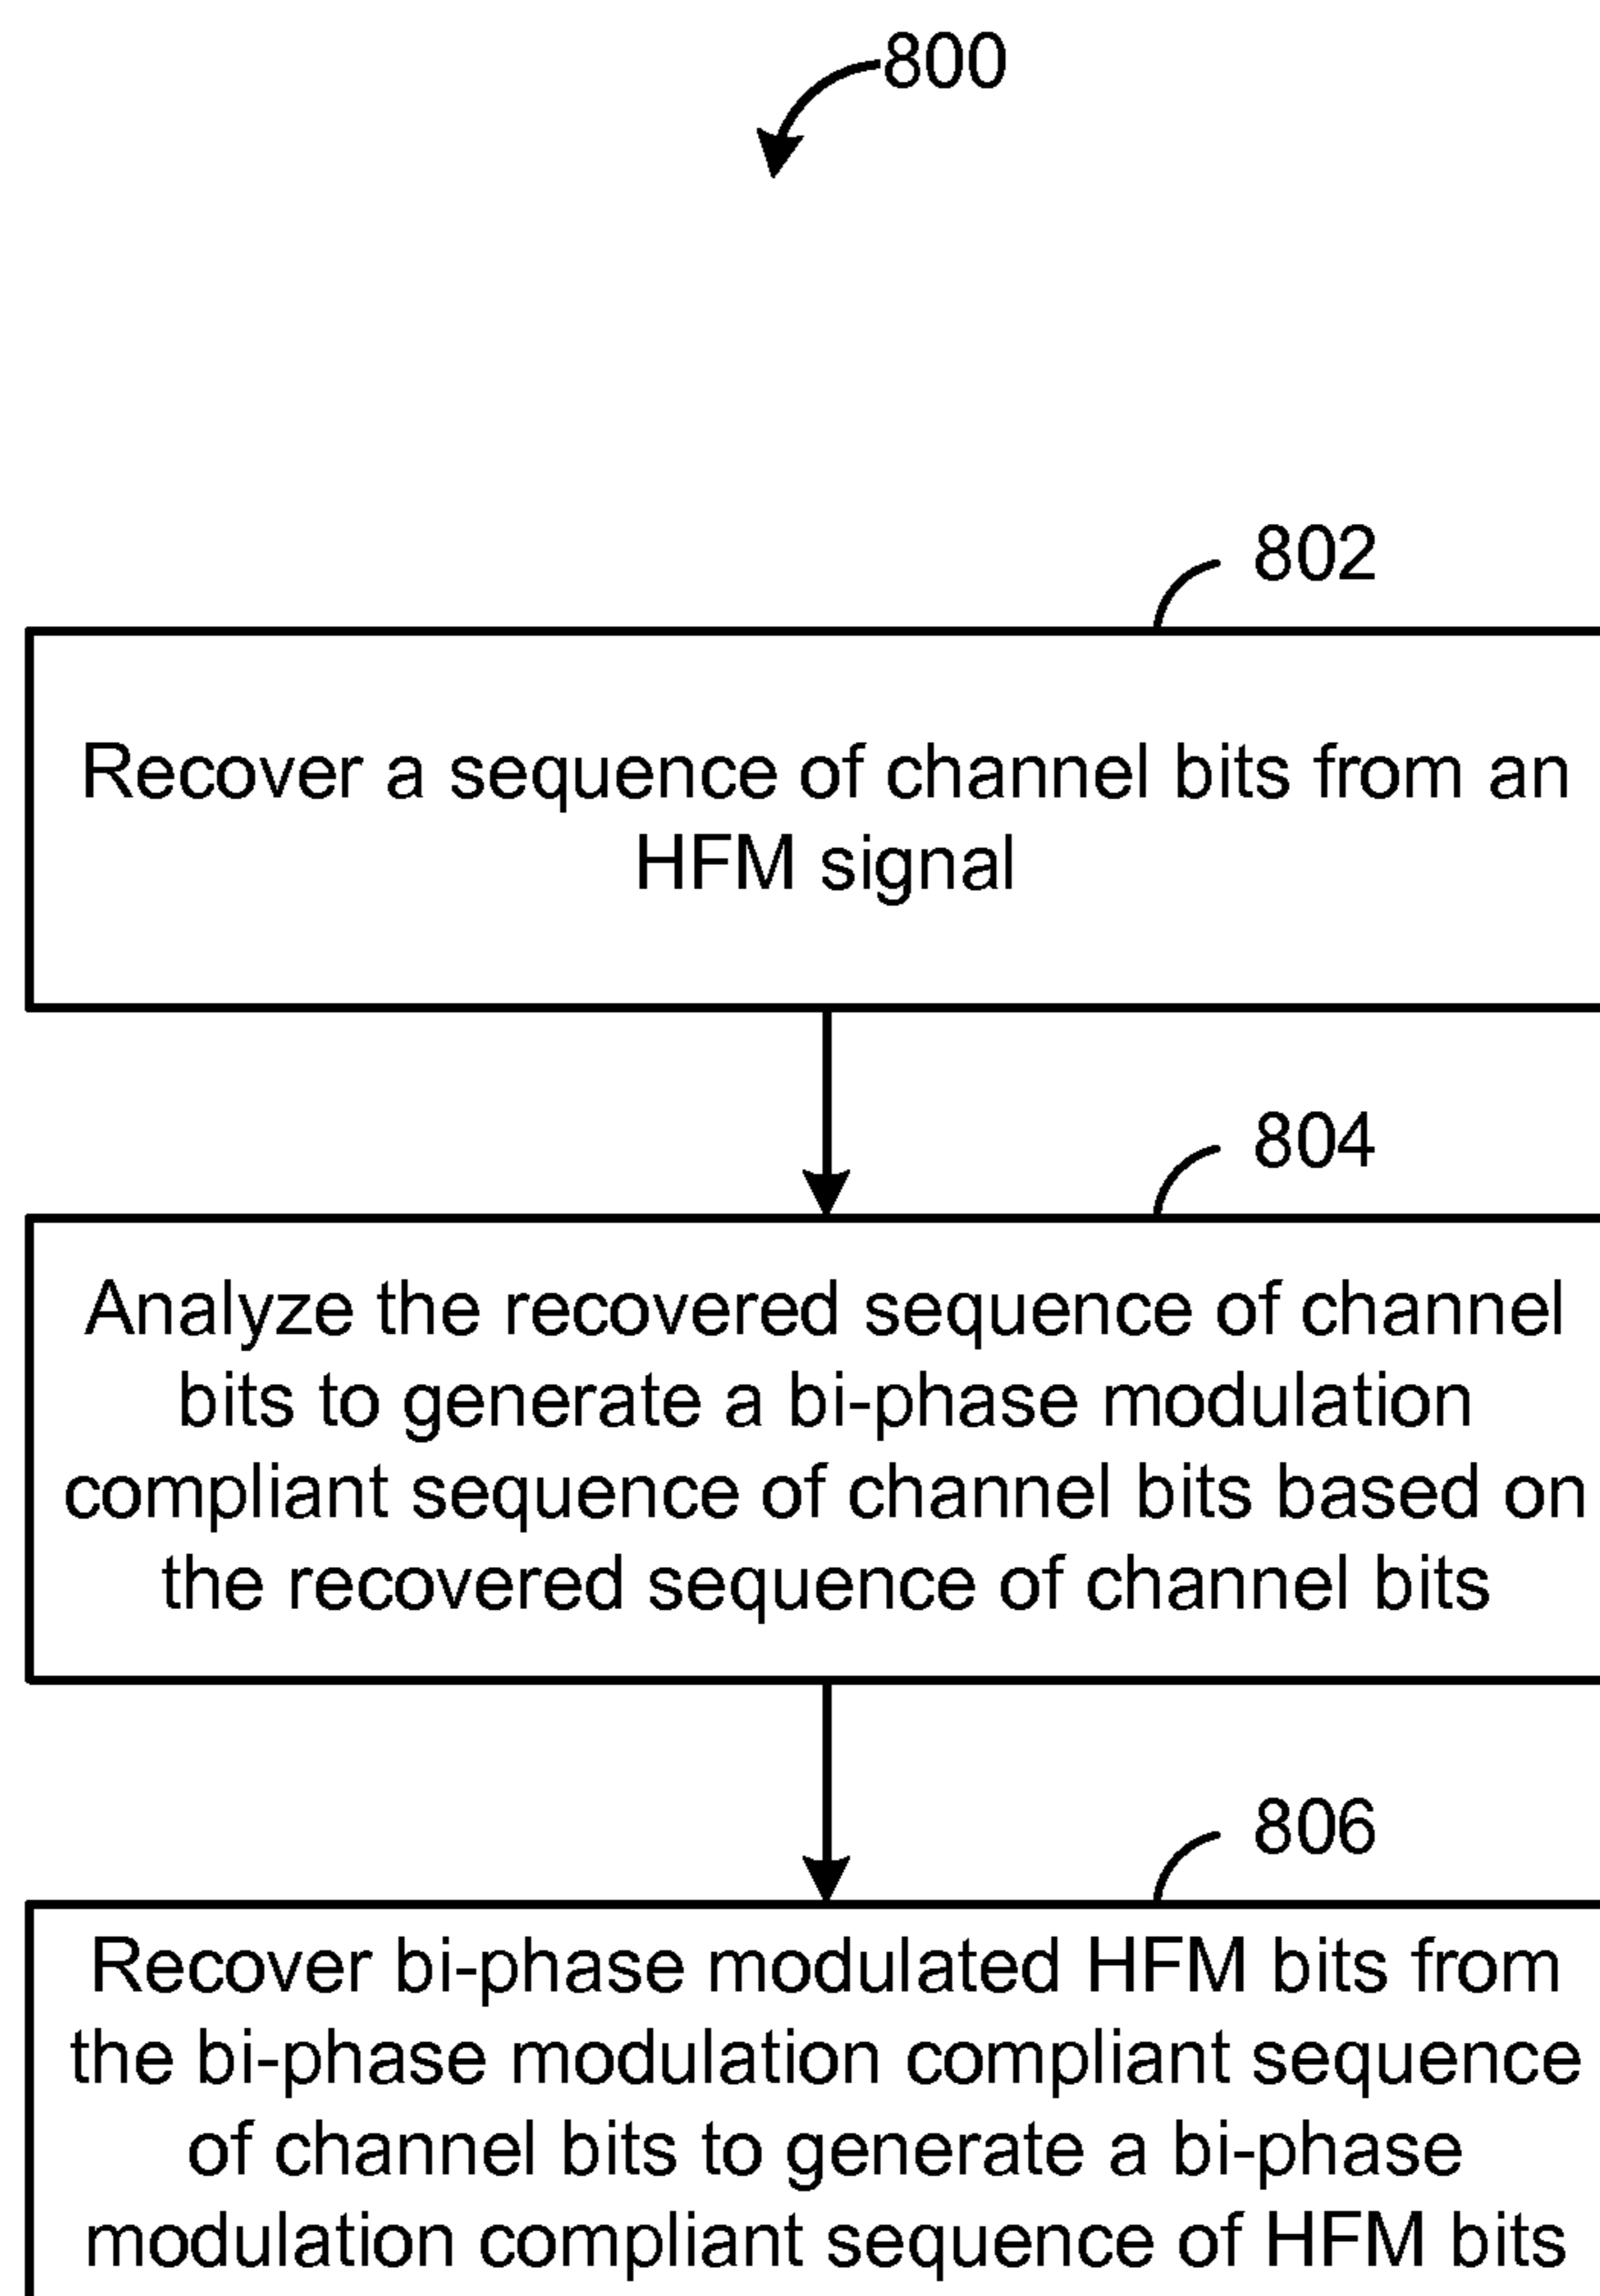 800
802
Recover a sequence of channel bits from an
HFM signal
804
Analyze the recovered sequence of channel
bits to generate a bi-phase modulation
compliant sequence of channel bits based on
the recovered sequence of channel bits
806
Recover bi-phase modulated HFM bits from
the bi-phase modulation compliant sequence
of channel bits to generate a bi-phase
modulation compliant sequence of HFM bits